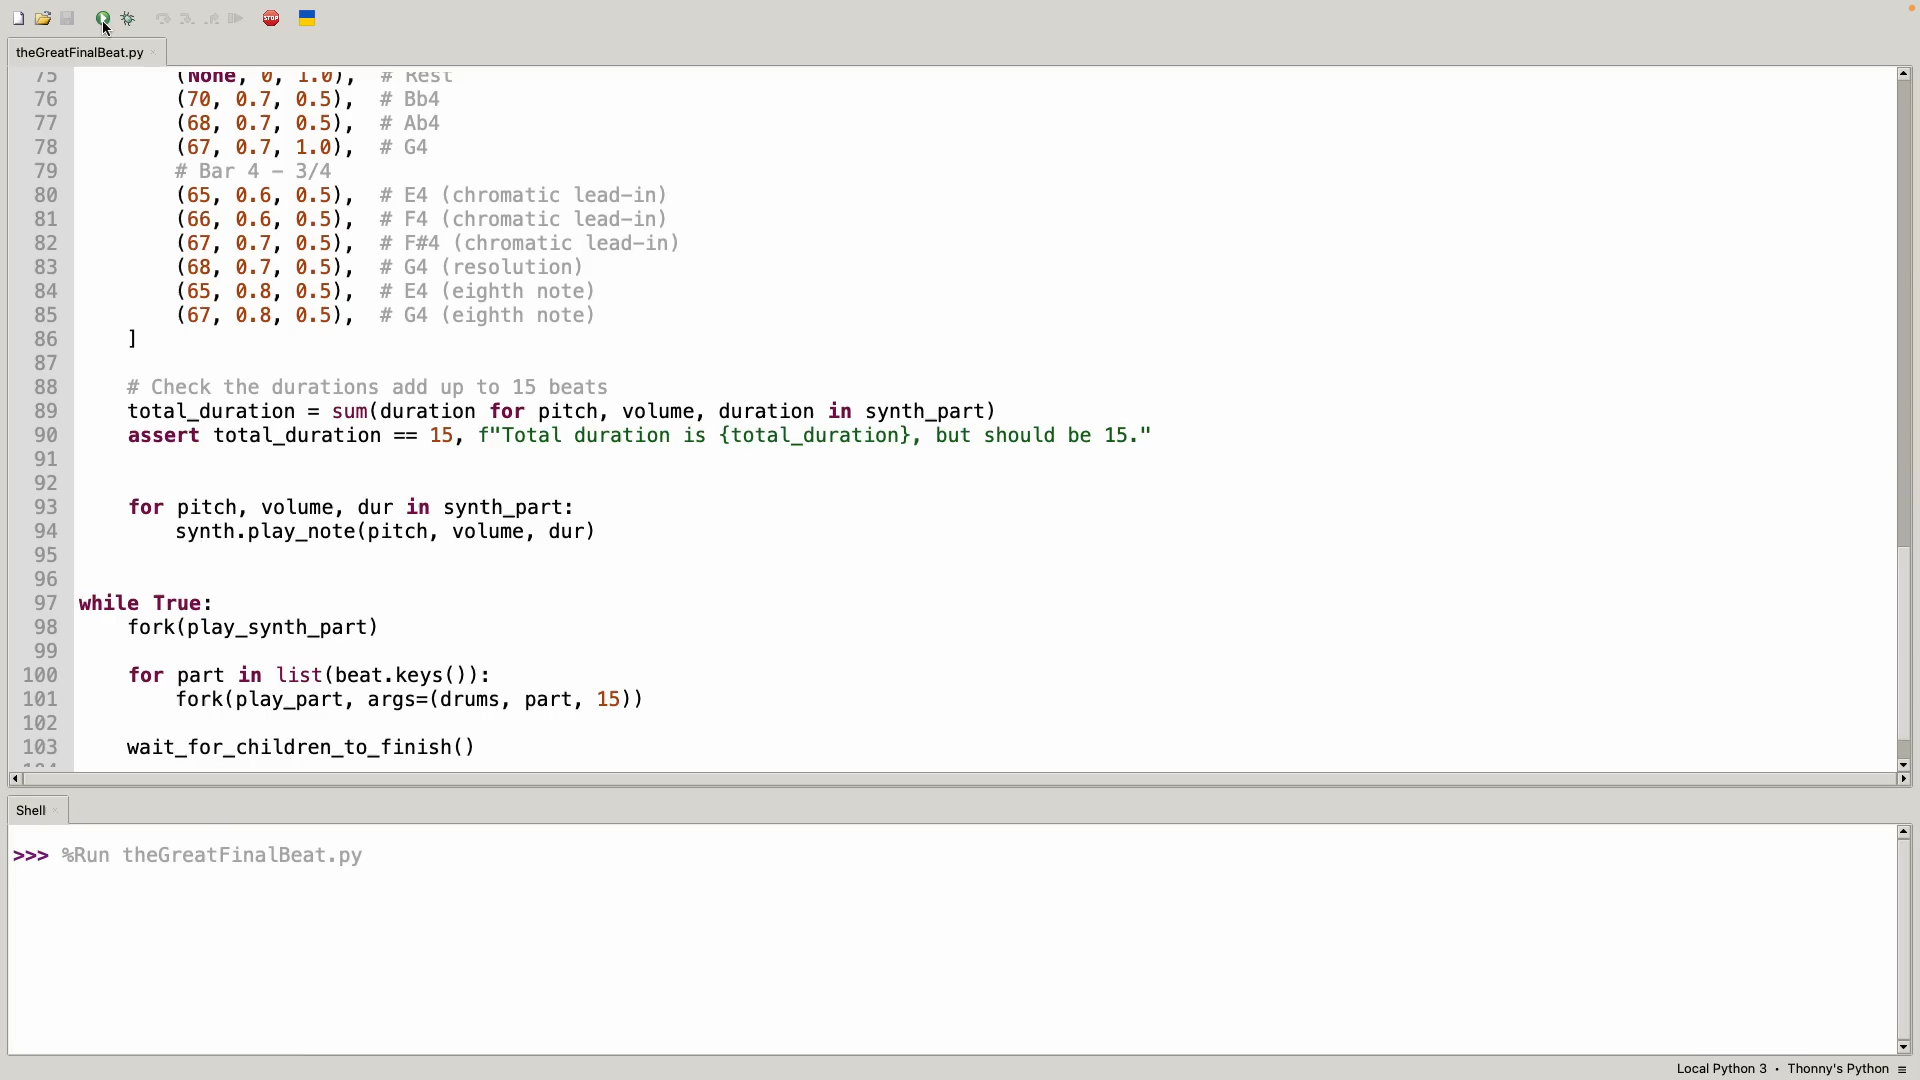 STOP
theGreatFinalBeat.py
75 (None, 0, 1.0), # Rest
76 (70, 0.7, 0.5), # Bb4
77 (68, 0.7, 0.5), # Ab4
78 (67, 0.7, 1.0), # G4
79 # Bar 4 – 3/4
80 (65, 0.6, 0.5), # E4 (chromatic lead-in)
81 (66, 0.6, 0.5), # F4 (chromatic lead-in)
82 (67, 0.7, 0.5), # F#4 (chromatic lead-in)
83 (68, 0.7, 0.5), # G4 (resolution)
84 (65, 0.8, 0.5), # E4 (eighth note)
85 (67, 0.8, 0.5), # G4 (eighth note)
86 ]
87
88 # Check the durations add up to 15 beats
89 total_duration = sum(duration for pitch, volume, duration in synth_part)
90 assert total_duration == 15, f"Total duration is {total_duration}, but should be 15."
91
92
93 for pitch, volume, dur in synth_part:
94 synth.play_note(pitch, volume, dur)
95
96
97 while True:
98 fork(play_synth_part)
99
100 for part in list(beat.keys()):
101 fork(play_part, args=(drums, part, 15))
102
103 wait_for_children_to_finish()
Shell
>>> %Run theGreatFinalBeat.py
Local Python 3 · Thonny's Python ≡